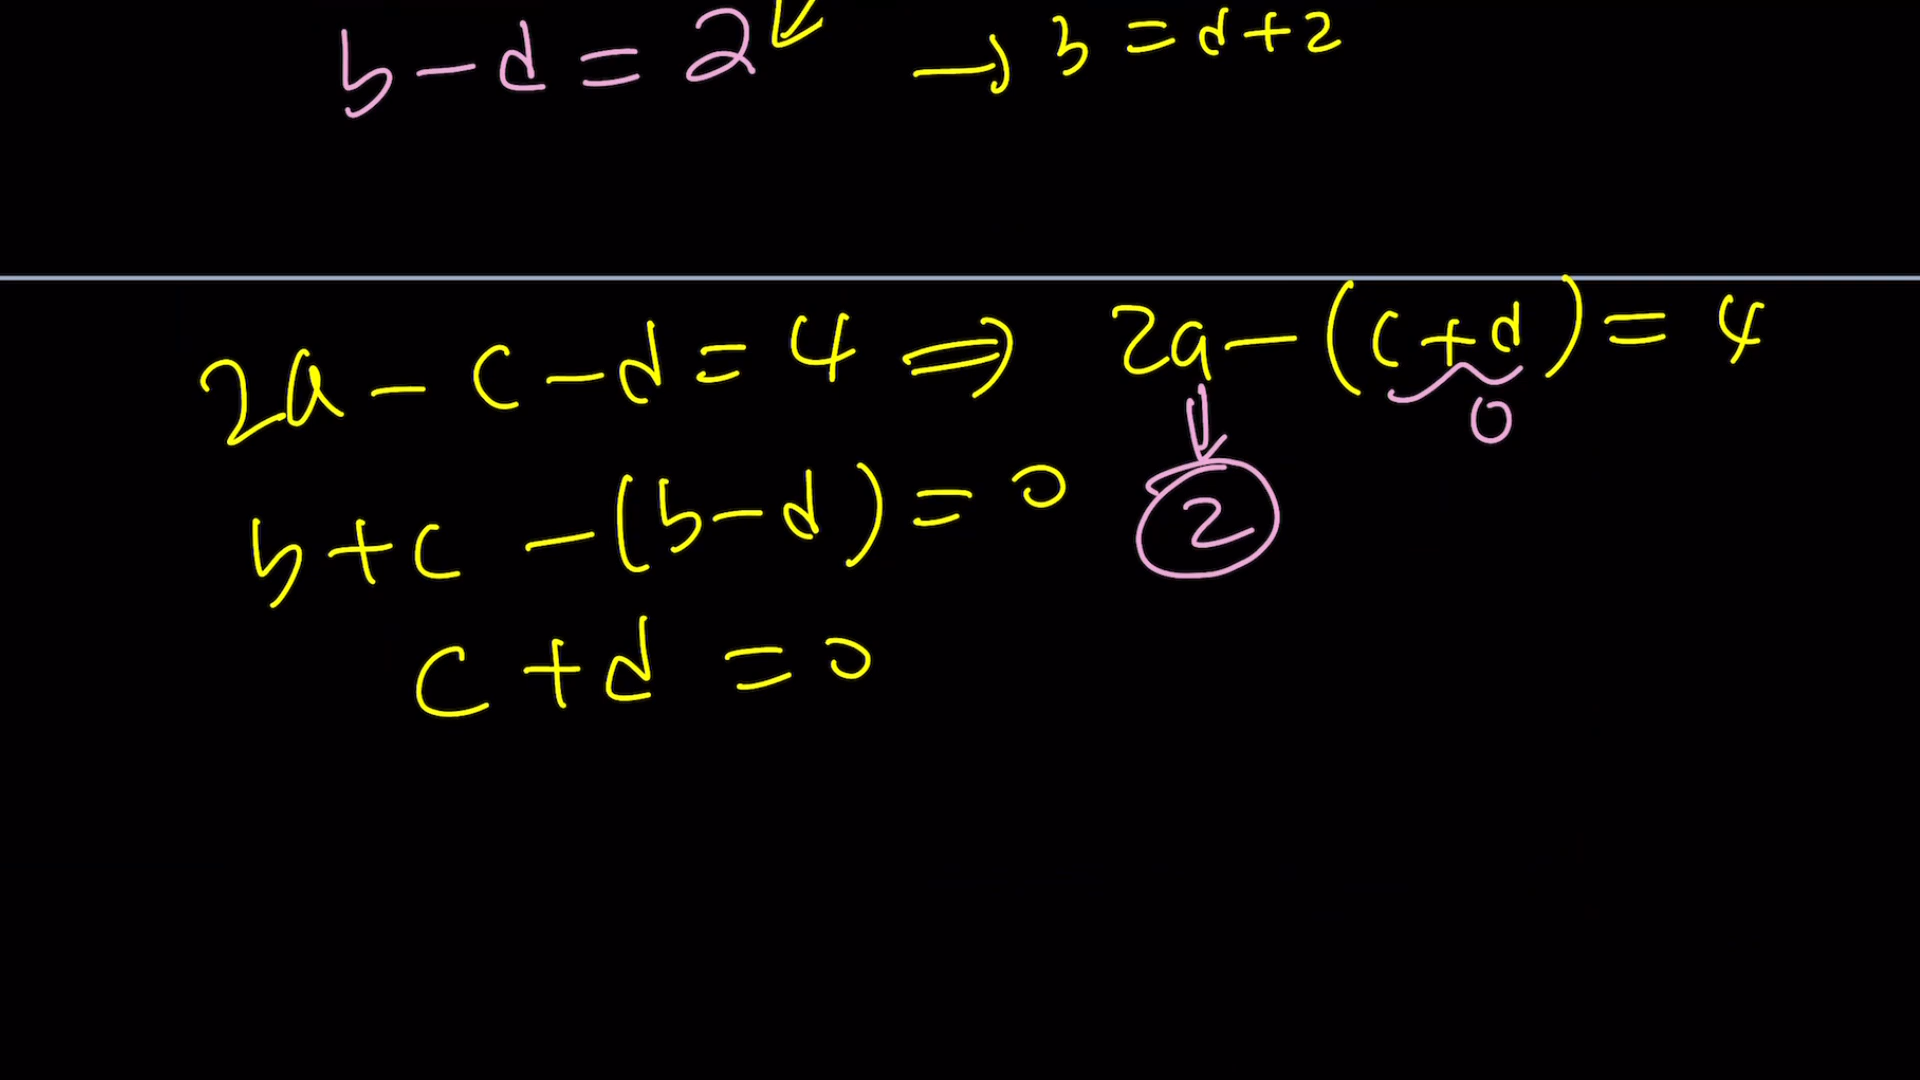 b - d = 2 → b = d + 2
2a - c - d = 4 ⇒ 2a - (c + d) = 4
0
b + c - (b - d) = 0
2
c + d = 0